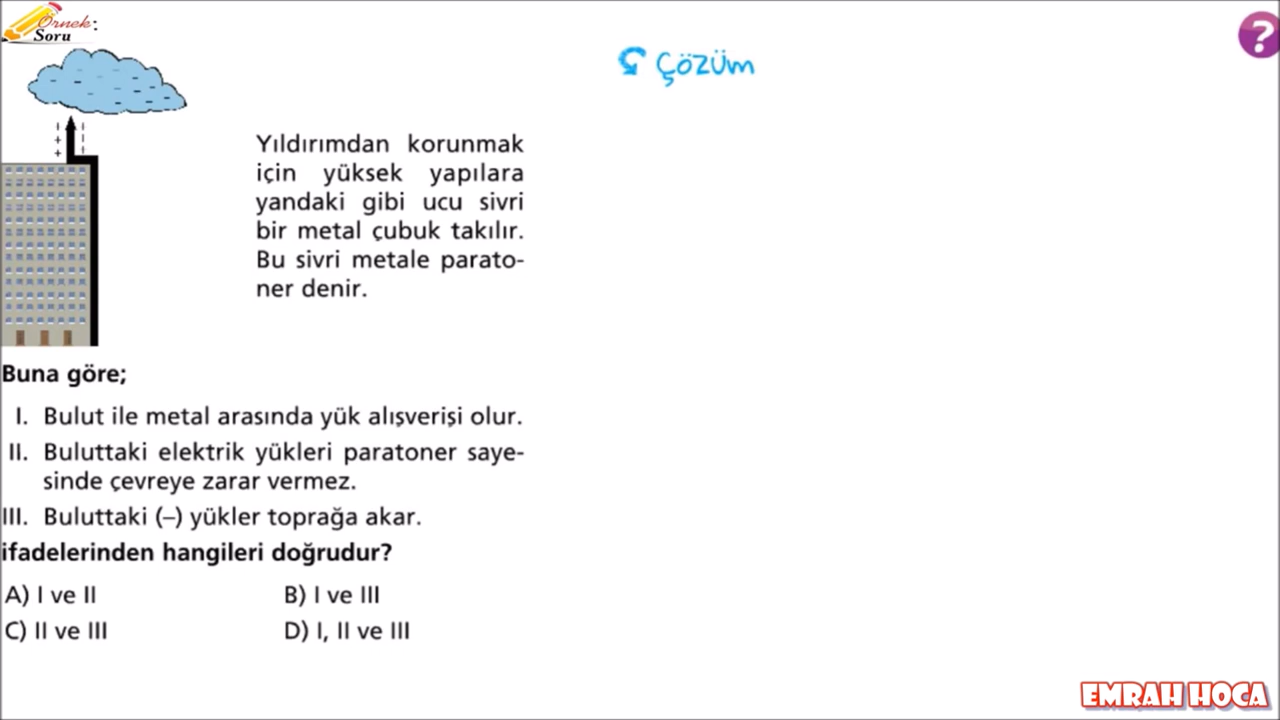 Örnek:
Soru
?
Çözüm
Yıldırımdan korunmak
için yüksek yapılara
yandaki gibi ucu sivri
bir metal çubuk takılır.
Bu sivri metale parato-
ner denir.
Buna göre;
I. Bulut ile metal arasında yük alışverişi olur.
II. Buluttaki elektrik yükleri paratoner saye-
sinde çevreye zarar vermez.
III. Buluttaki (–) yükler toprağa akar.
ifadelerinden hangileri doğrudur?
A) I ve II
B) I ve III
C) II ve III
D) I, II ve III
EMRAH HOCA